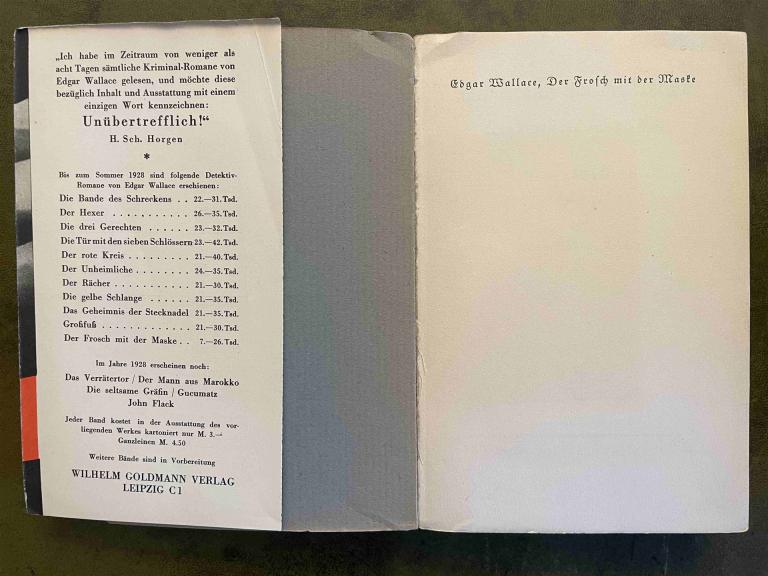 „Ich habe im Zeitraum von weniger als
acht Tagen sämtliche Kriminal-Romane von
Edgar Wallace gelesen, und möchte diese
bezüglich Inhalt und Ausstattung mit einem
einzigen Wort kennzeichnen:
Unübertrefflich!“
H. Sch. Horgen
*
Bis zum Sommer 1928 sind folgende Detektiv-
Romane von Edgar Wallace erschienen:
Die Bande des Schreckens . . 22.—31. Tsd.
Der Hexer . . . . . . . . . . . 26.—35. Tsd.
Die drei Gerechten . . . . . . 23.—32. Tsd.
Die Tür mit den sieben Schlössern 23.—42. Tsd.
Der rote Kreis . . . . . . . . . 21.—40. Tsd.
Der Unheimliche . . . . . . . . 24.—35. Tsd.
Der Rächer . . . . . . . . . . . 21.—30. Tsd.
Die gelbe Schlange . . . . . . 21.—35. Tsd.
Das Geheimnis der Stecknadel 21.—35. Tsd.
Großfuß . . . . . . . . . . . . . 21.—30. Tsd.
Der Frosch mit der Maske . . 7.—26. Tsd.
Im Jahre 1928 erscheinen noch:
Das Verrätertor / Der Mann aus Marokko
Die seltsame Gräfin / Gucumatz
John Flack
Jeder Band kostet in der Ausstattung des vor-
liegenden Werkes kartoniert nur M. 3.—
Ganzleinen M. 4.50
Weitere Bände sind in Vorbereitung
WILHELM GOLDMANN VERLAG
LEIPZIG C 1
Edgar Wallace, Der Frosch mit der Maske